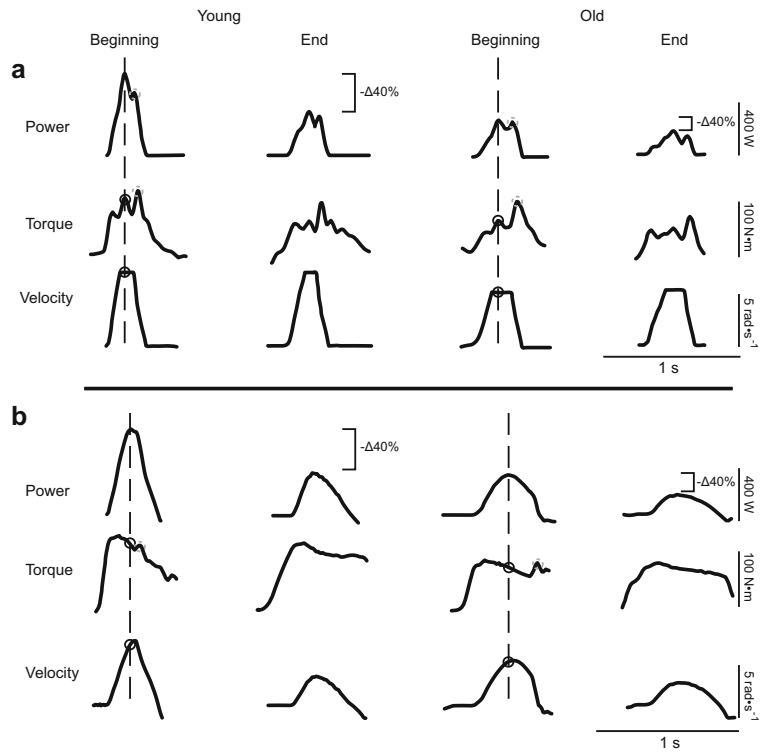 Young Old
Beginning End Beginning End
a
Power
-Δ40%
-Δ40%
400 W
Torque
100 N•m
Velocity
5 rad•s⁻¹
1 s
b
-Δ40%
-Δ40%
Power
400 W
Torque
100 N•m
Velocity
5 rad•s⁻¹
1 s